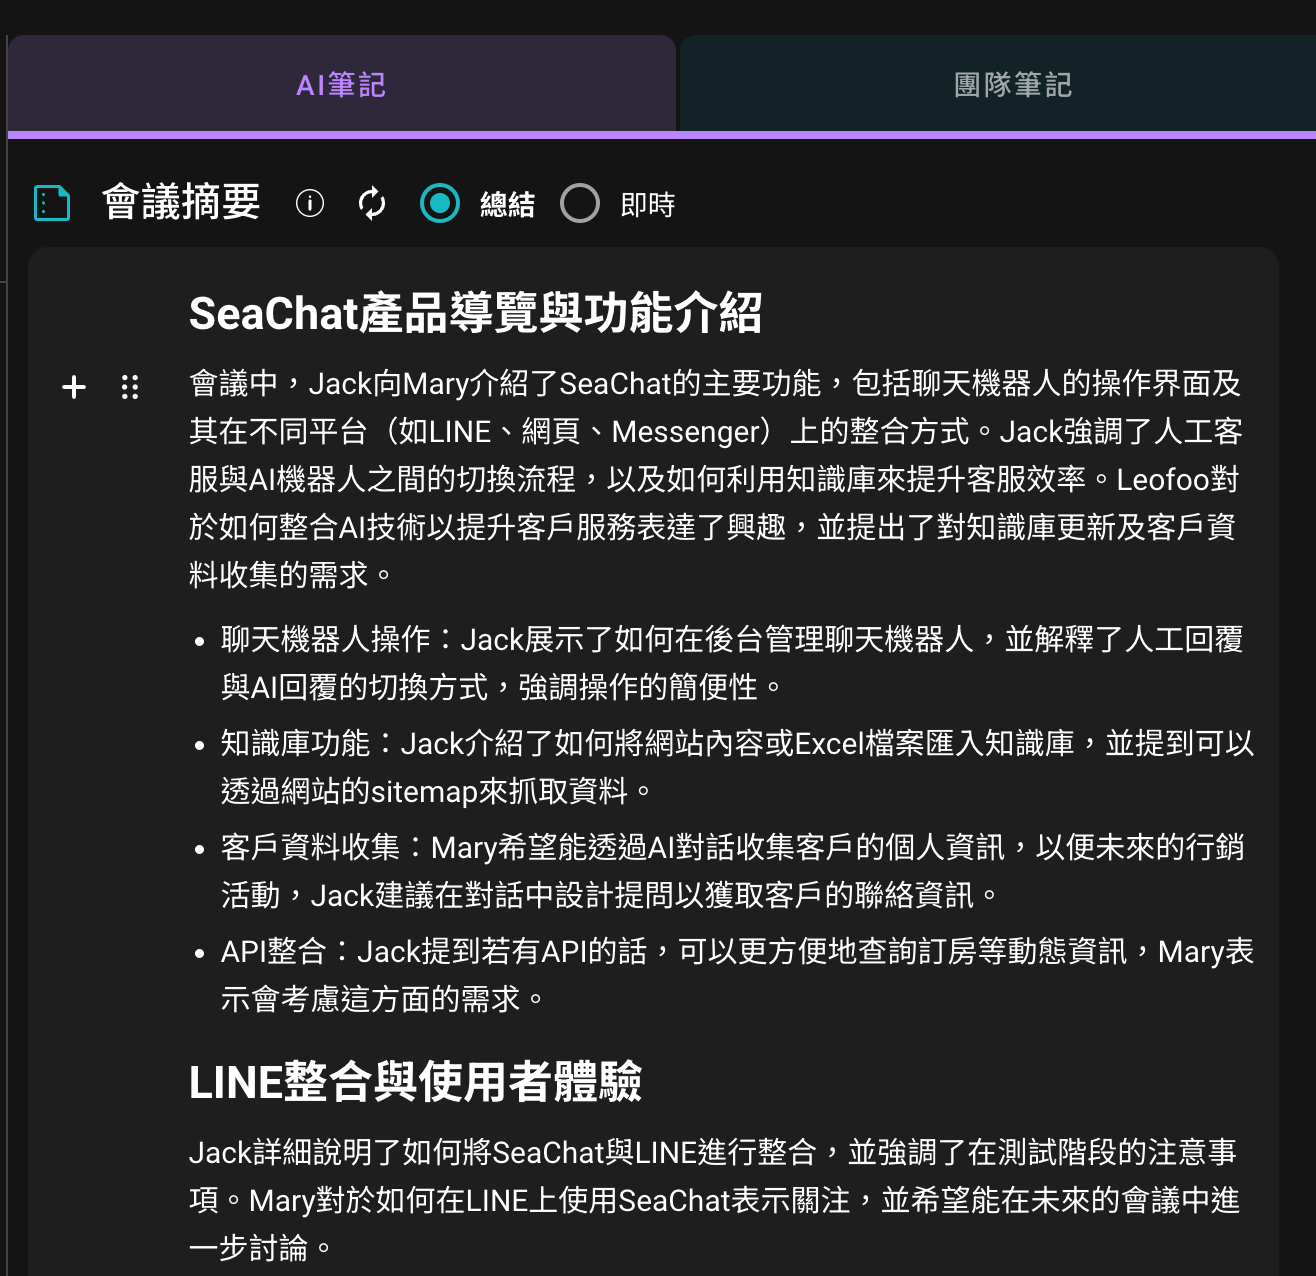 AI筆記
團隊筆記
會議摘要
總結
即時
SeaChat產品導覽與功能介紹
會議中，Jack向Mary介紹了SeaChat的主要功能，包括聊天機器人的操作界面及
其在不同平台（如LINE、網頁、Messenger）上的整合方式。Jack強調了人工客
服與AI機器人之間的切換流程，以及如何利用知識庫來提升客服效率。Leofoo對
於如何整合AI技術以提升客戶服務表達了興趣，並提出了對知識庫更新及客戶資
料收集的需求。
• 聊天機器人操作：Jack展示了如何在後台管理聊天機器人，並解釋了人工回覆
與AI回覆的切換方式，強調操作的簡便性。
• 知識庫功能：Jack介紹了如何將網站內容或Excel檔案匯入知識庫，並提到可以
透過網站的sitemap來抓取資料。
• 客戶資料收集：Mary希望能透過AI對話收集客戶的個人資訊，以便未來的行銷
活動，Jack建議在對話中設計提問以獲取客戶的聯絡資訊。
• API整合：Jack提到若有API的話，可以更方便地查詢訂房等動態資訊，Mary表
示會考慮這方面的需求。
LINE整合與使用者體驗
Jack詳細說明了如何將SeaChat與LINE進行整合，並強調了在測試階段的注意事
項。Mary對於如何在LINE上使用SeaChat表示關注，並希望能在未來的會議中進
一步討論。